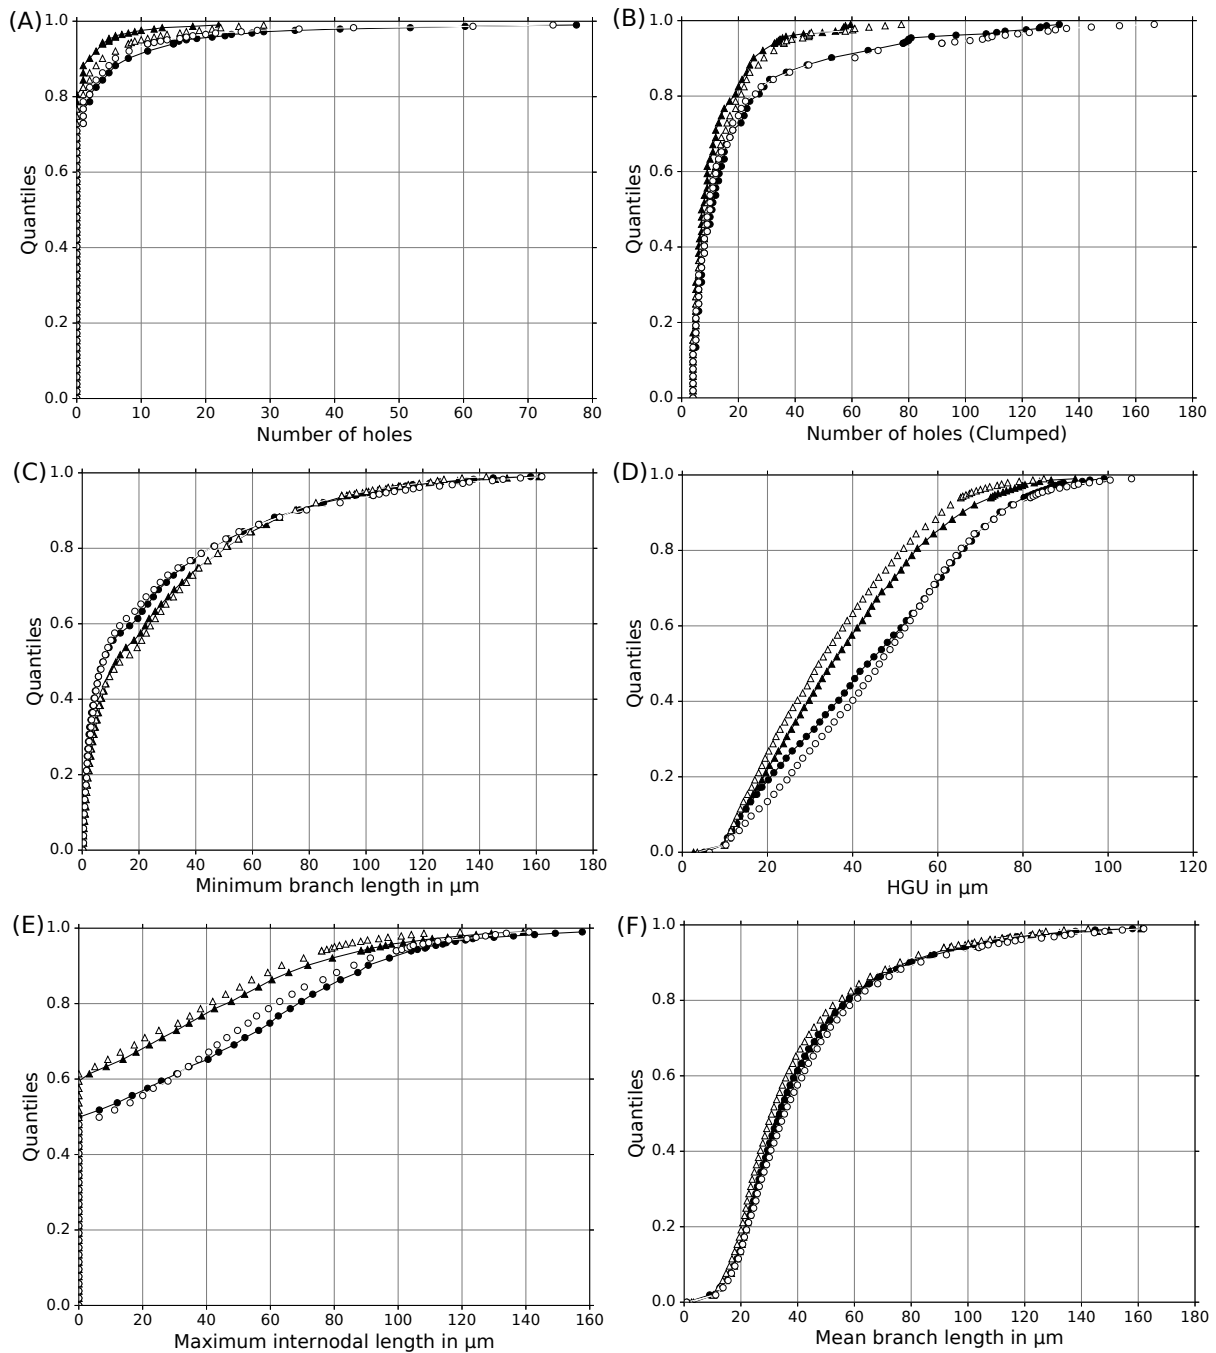 (A)
1.0
0.8
0.6
0.4
0.2
0.0
Quantiles
0 10 20 30 40 50 60 70 80
Number of holes
(B)
1.0
0.8
0.6
0.4
0.2
0.0
Quantiles
0 20 40 60 80 100 120 140 160 180
Number of holes (Clumped)
(C)
1.0
0.8
0.6
0.4
0.2
0.0
Quantiles
0 20 40 60 80 100 120 140 160 180
Minimum branch length in µm
(D)
1.0
0.8
0.6
0.4
0.2
0.0
Quantiles
0 20 40 60 80 100 120
HGU in µm
(E)
1.0
0.8
0.6
0.4
0.2
0.0
Quantiles
0 20 40 60 80 100 120 140 160
Maximum internodal length in µm
(F)
1.0
0.8
0.6
0.4
0.2
0.0
Quantiles
0 20 40 60 80 100 120 140 160 180
Mean branch length in µm